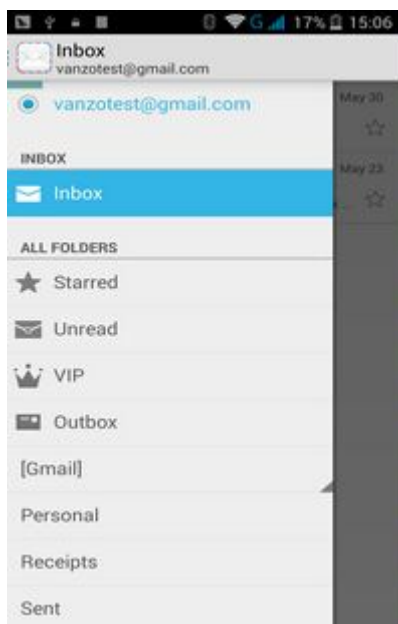 G 17% 15:06
Inbox
vanzotest@gmail.com
vanzotest@gmail.com
May 30
INBOX
May 23
Inbox
ALL FOLDERS
Starred
Unread
VIP
Outbox
[Gmail]
Personal
Receipts
Sent